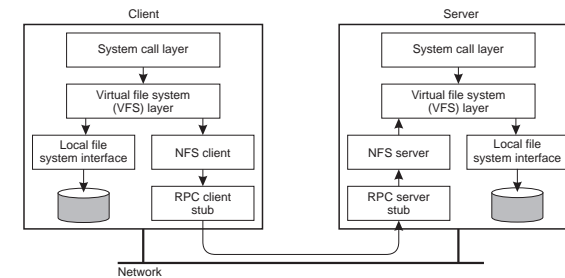 Client
Server
System call layer
System call layer
Virtual file system
(VFS) layer
Virtual file system
(VFS) layer
Local file
system interface
NFS client
NFS server
Local file
system interface
RPC client
stub
RPC server
stub
Network